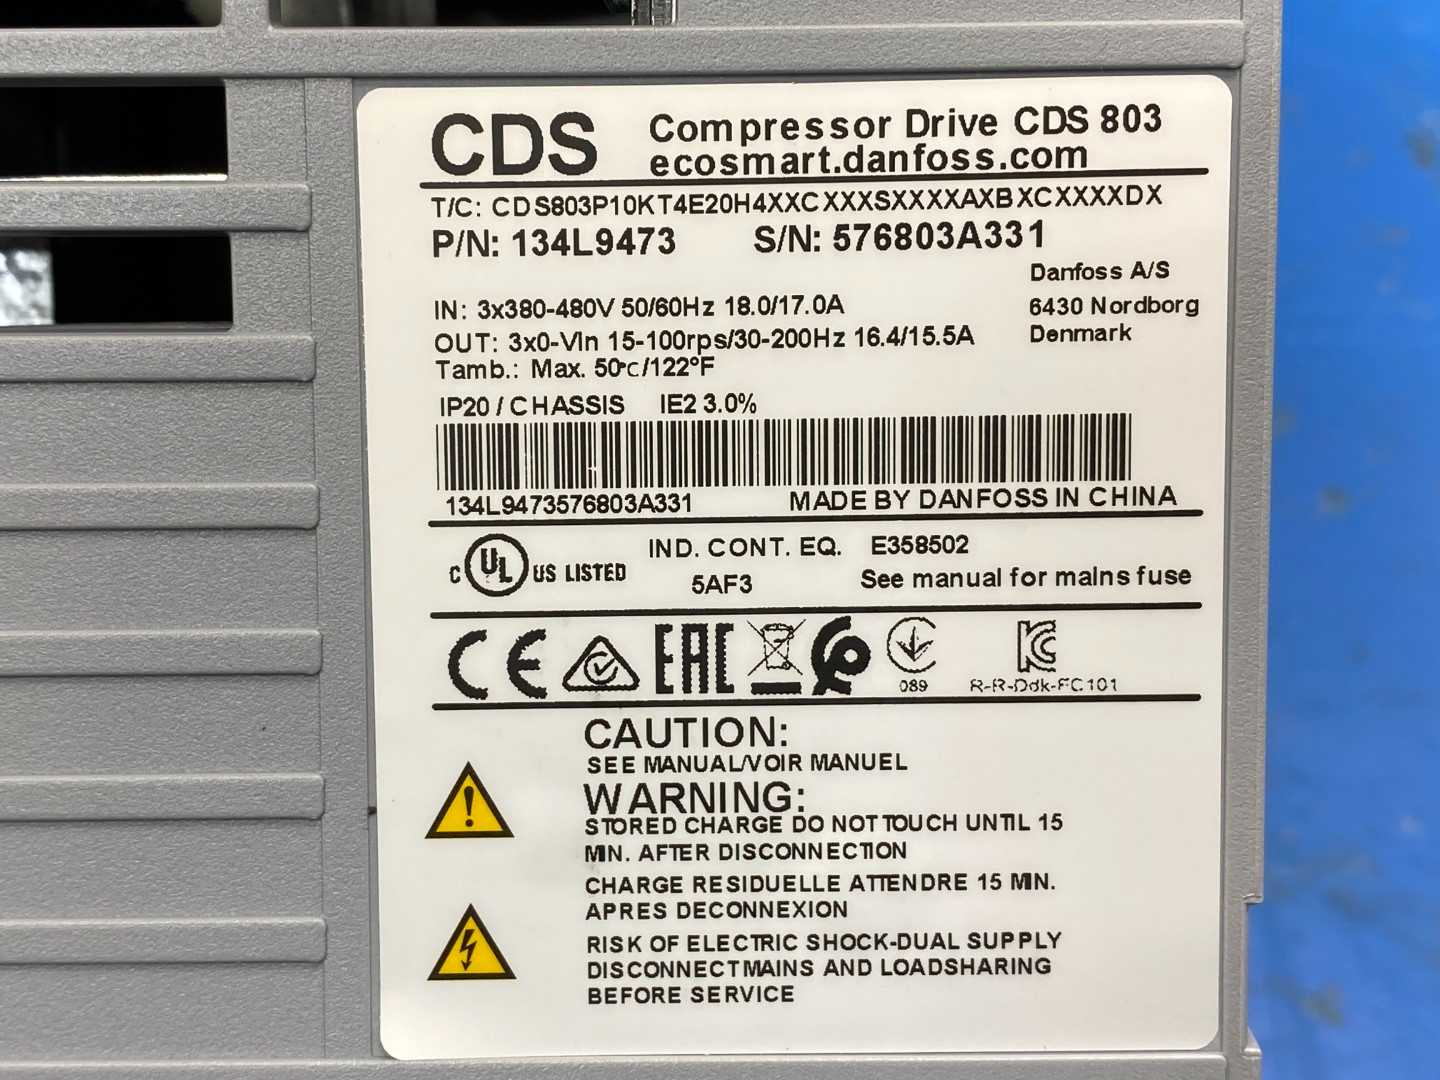 CDS
Compressor Drive CDS 803
ecosmart.danfoss.com
T/C: CDS803P10KT4E20H4XXCXXXSXXXXAXBXCXXXXDX
P/N: 134L9473 S/N: 576803A331
Danfoss A/S
6430 Nordborg
Denmark
IN: 3x380-480V 50/60Hz 18.0/17.0A
OUT: 3x0-Vin 15-100rps/30-200Hz 16.4/15.5A
Tamb.: Max. 50°C/122°F
IP20 / CHASSIS IE2 3.0%
134L9473576803A331 MADE BY DANFOSS IN CHINA
C UL US LISTED
IND. CONT. EQ. E358502
5AF3 See manual for mains fuse
CE EAC
089 R-R-Ddk-FC101
CAUTION:
SEE MANUAL/VOIR MANUEL
WARNING:
STORED CHARGE DO NOT TOUCH UNTIL 15
MIN. AFTER DISCONNECTION
CHARGE RESIDUELLE ATTENDRE 15 MIN.
APRES DECONNEXION
RISK OF ELECTRIC SHOCK-DUAL SUPPLY
DISCONNECT MAINS AND LOADSHARING
BEFORE SERVICE